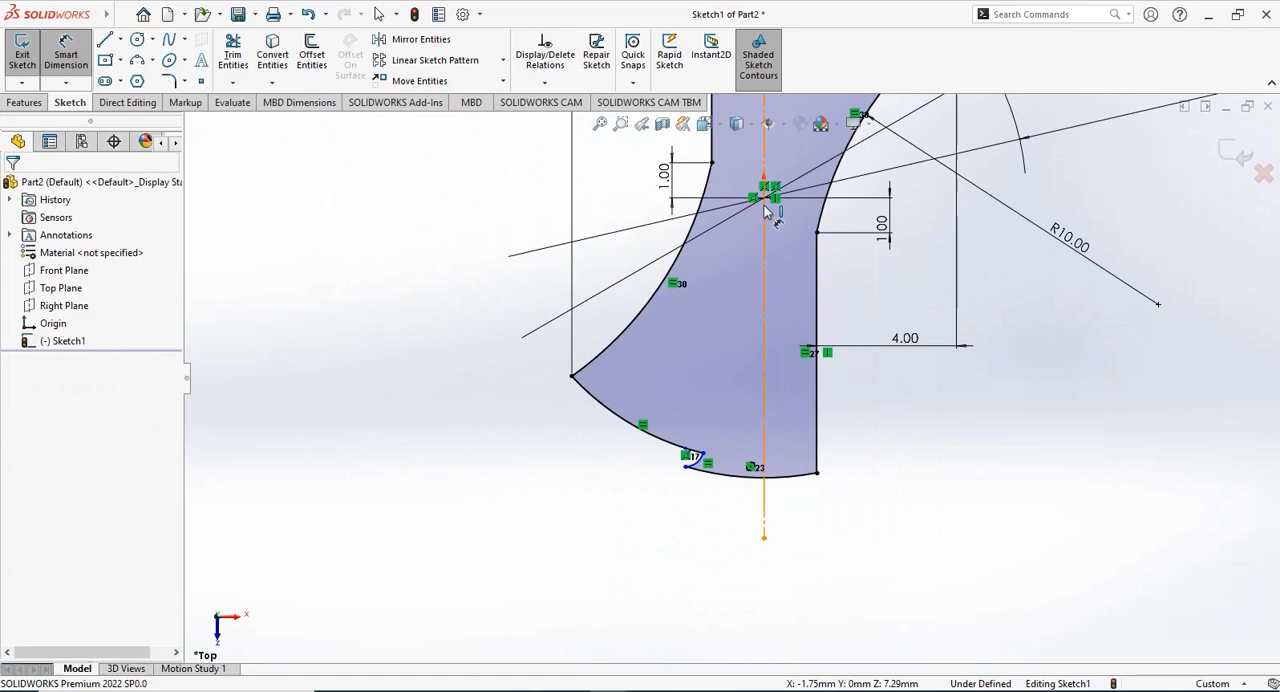 SOLIDWORKS
Sketch1 of Part2 *
Search Commands
Exit Sketch
Smart Dimension
Trim Entities
Convert Entities
Offset Entities
Offset On Surface
Mirror Entities
Linear Sketch Pattern
Move Entities
Display/Delete Relations
Repair Sketch
Quick Snaps
Rapid Sketch
Instant2D
Shaded Sketch Contours
Features
Sketch
Direct Editing
Markup
Evaluate
MBD Dimensions
SOLIDWORKS Add-Ins
MBD
SOLIDWORKS CAM
SOLIDWORKS CAM TBM
Part2 (Default) <<Default>_Display Sta
History
Sensors
Annotations
Material <not specified>
Front Plane
Top Plane
Right Plane
Origin
(-) Sketch1
1.00
1.00
R10.00
30
4.00
27
17
23
X
Z
*Top
Model
3D Views
Motion Study 1
SOLIDWORKS Premium 2022 SP0.0
X: -1.75mm Y: 0mm Z: 7.29mm
Under Defined
Editing Sketch1
Custom